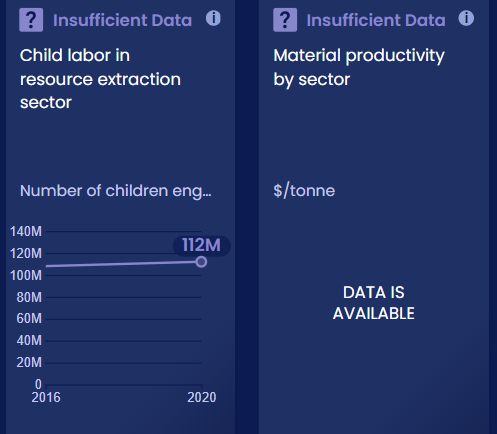 ? Insufficient Data i
Child labor in
resource extraction
sector
Number of children eng...
140M
120M
112M
100M
80M
60M
40M
20M
0
2016 2020
? Insufficient Data i
Material productivity
by sector
$/tonne
DATA IS
AVAILABLE